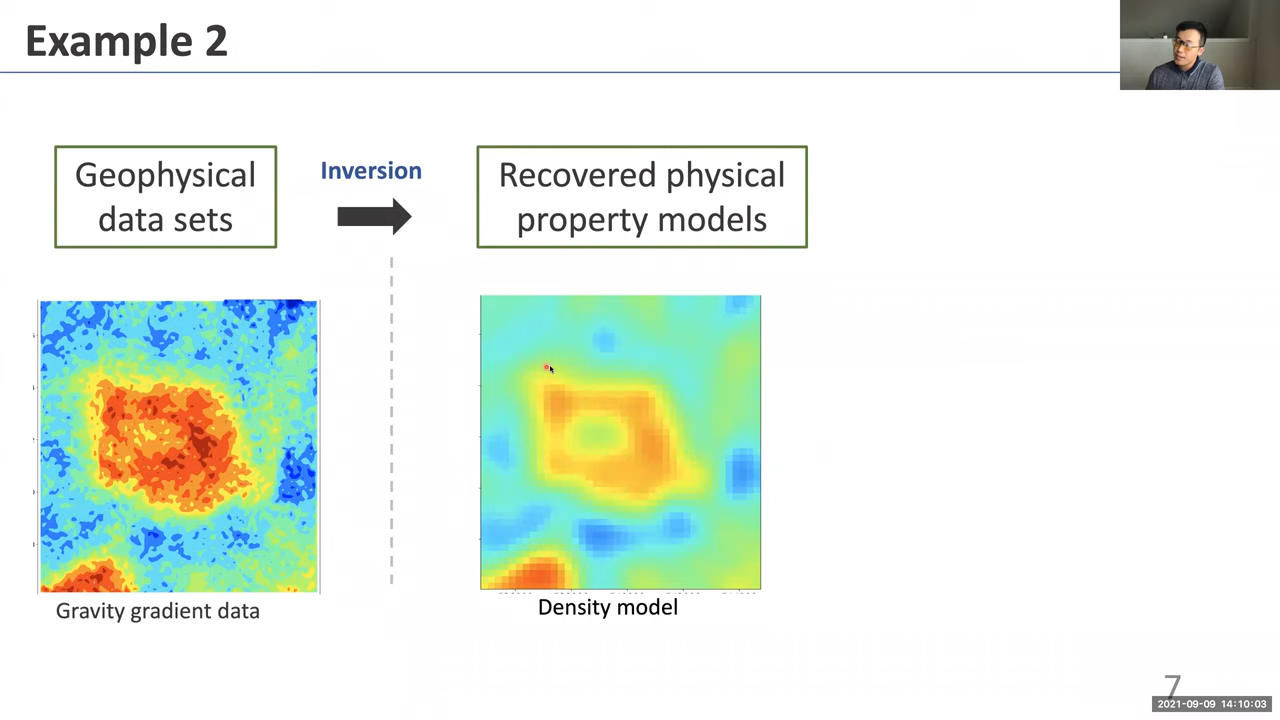 Example 2
Geophysical
data sets
Inversion
Recovered physical
property models
Gravity gradient data
Density model
7
2021-09-09 14:10:03